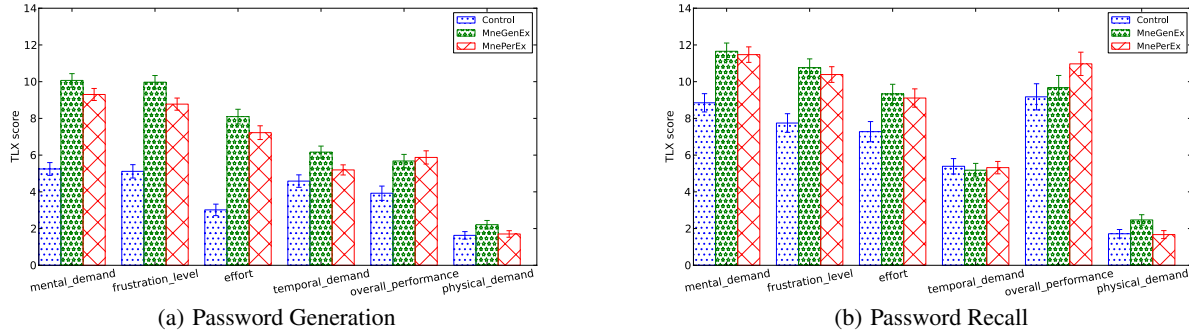 14
12
10
8
6
4
2
0
TLX score
Control
MneGenEx
MnePerEx
mental_demand
frustration_level
effort
temporal_demand
overall_performance
physical_demand
(a) Password Generation
14
12
10
8
6
4
2
0
TLX score
Control
MneGenEx
MnePerEx
mental_demand
frustration_level
effort
temporal_demand
overall_performance
physical_demand
(b) Password Recall